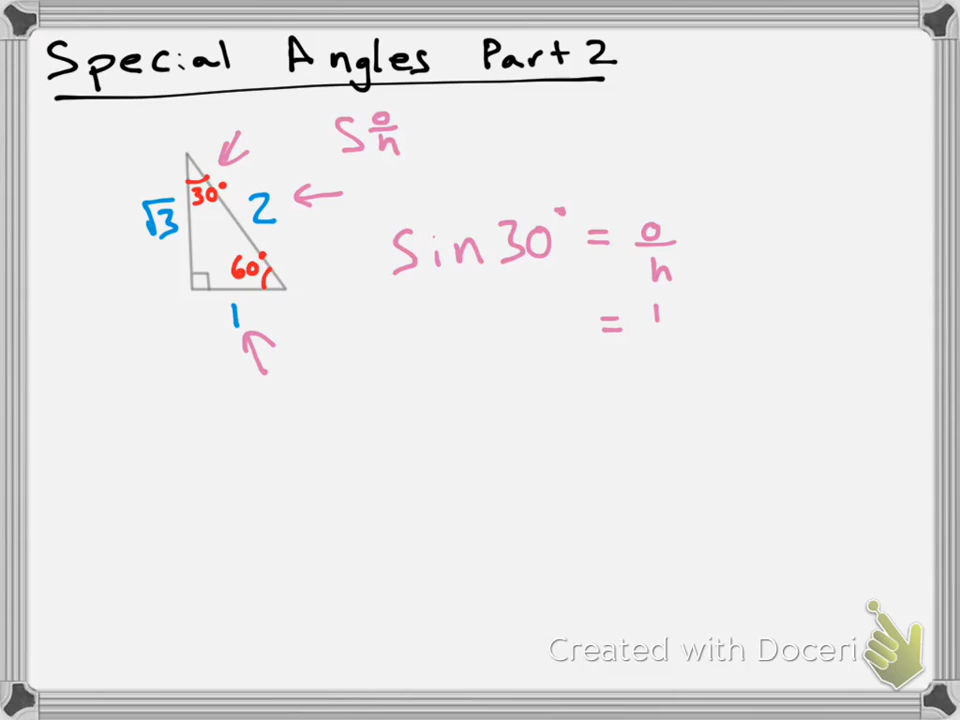 Special Angles Part 2
S o/h
30°
√3
2
60°
1
Sin 30° = o/h
= 1
Created with Doceri